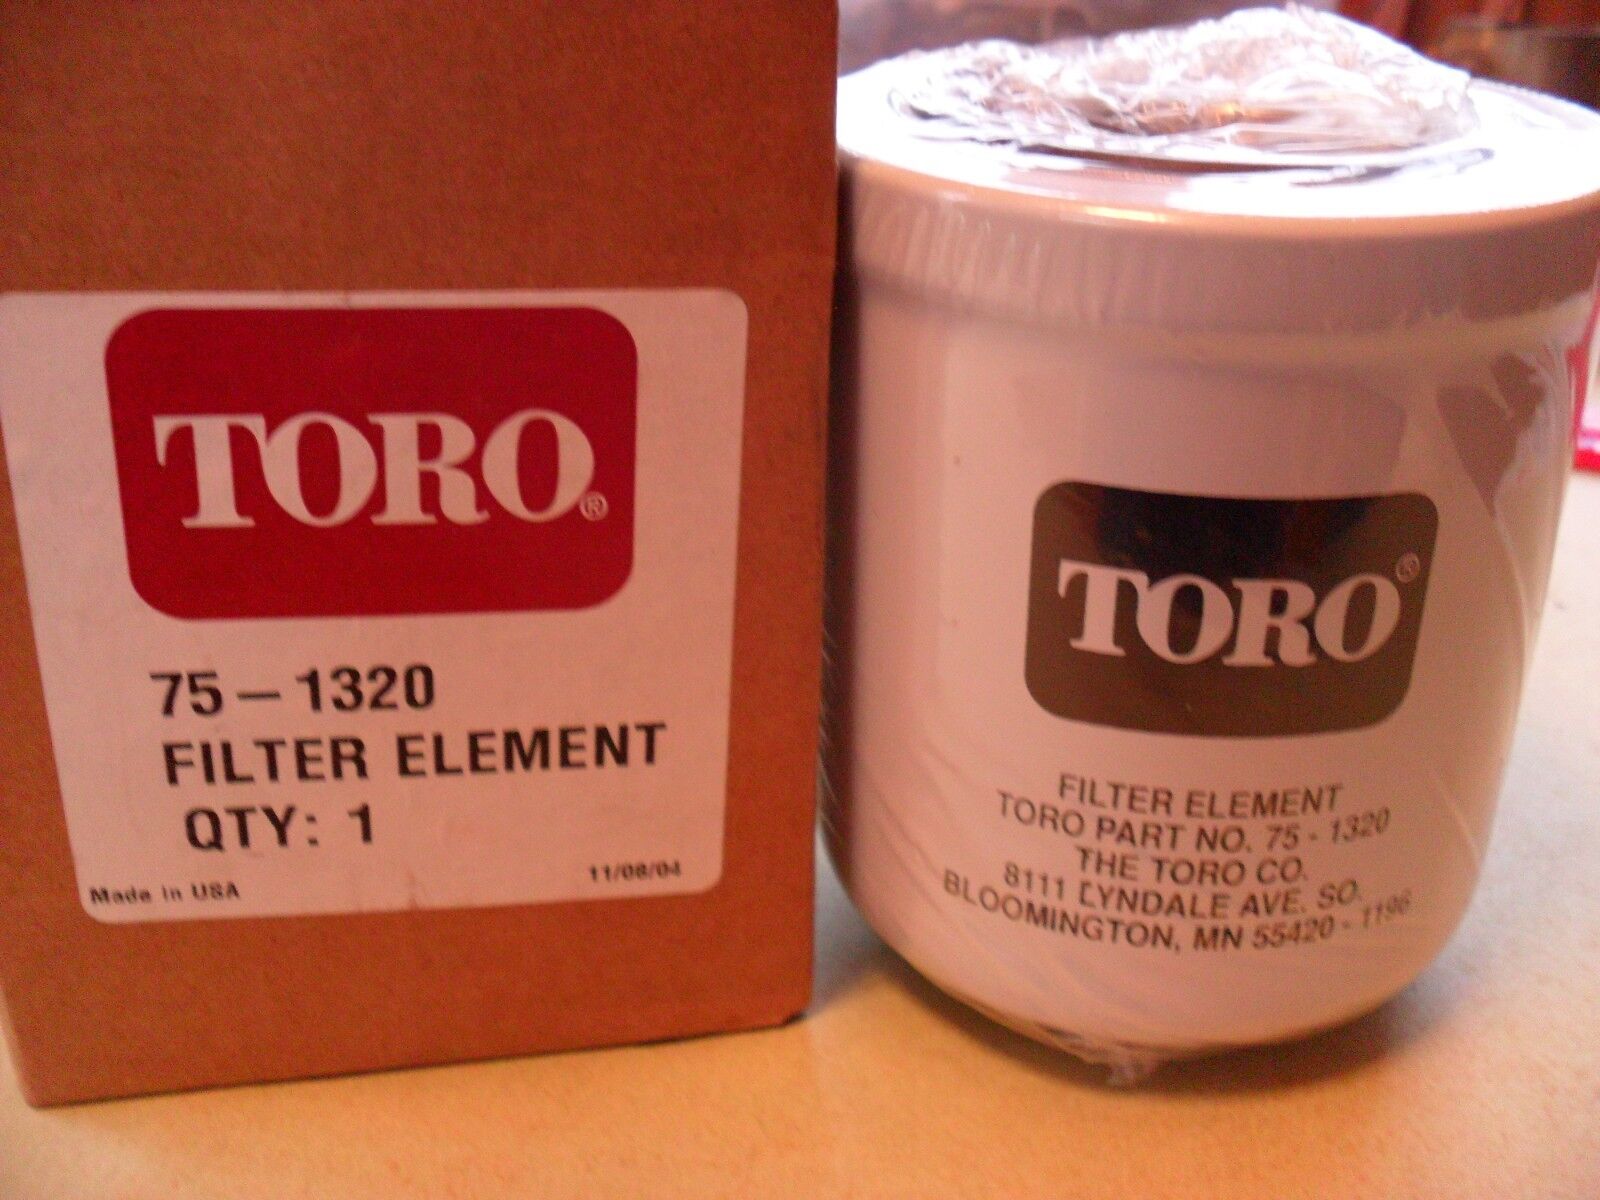 TORO®
75-1320
FILTER ELEMENT
QTY: 1
Made in USA
11/08/04
TORO®
FILTER ELEMENT
TORO PART NO. 75 - 1320
THE TORO CO.
8111 LYNDALE AVE. SO.
BLOOMINGTON, MN 55420 - 1196